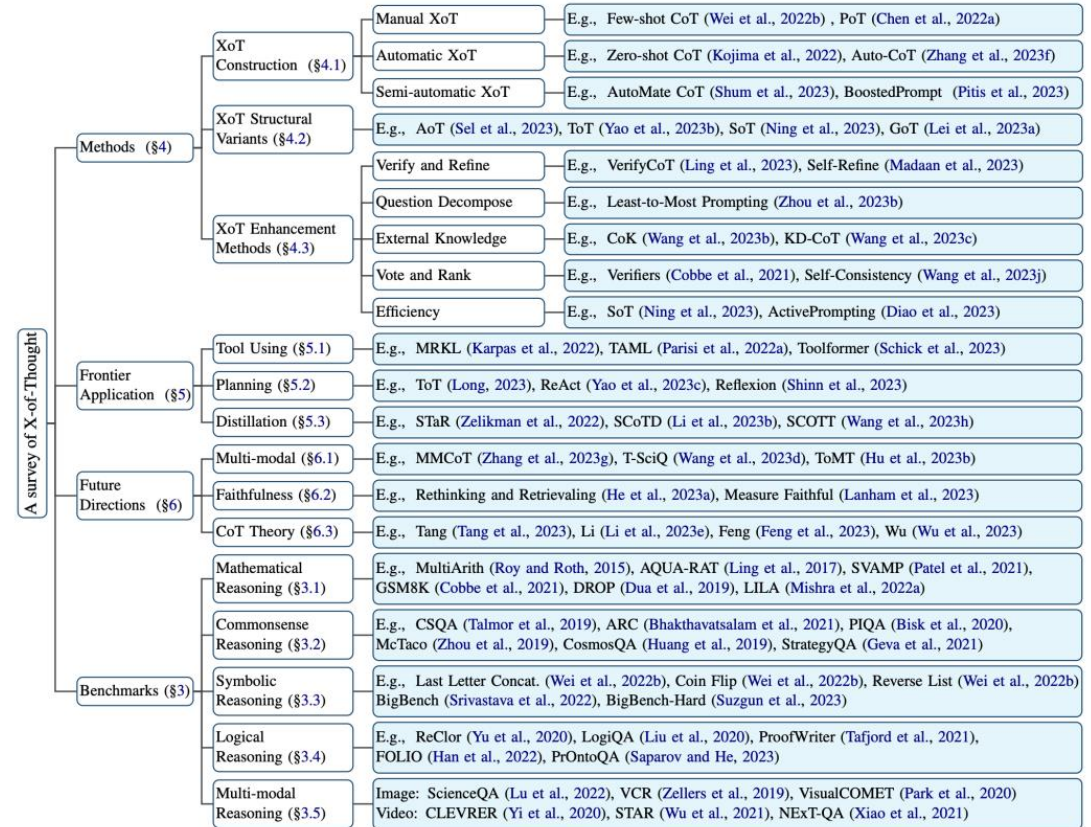 A survey of X-of-Thought
Methods (§4)
XoT
Construction (§4.1)
Manual XoT
E.g., Few-shot CoT (Wei et al., 2022b) , PoT (Chen et al., 2022a)
Automatic XoT
E.g., Zero-shot CoT (Kojima et al., 2022), Auto-CoT (Zhang et al., 2023f)
Semi-automatic XoT
E.g., AutoMate CoT (Shum et al., 2023), BoostedPrompt (Pitis et al., 2023)
XoT Structural
Variants (§4.2)
E.g., AoT (Sel et al., 2023), ToT (Yao et al., 2023b), SoT (Ning et al., 2023), GoT (Lei et al., 2023a)
XoT Enhancement
Methods (§4.3)
Verify and Refine
E.g., VerifyCoT (Ling et al., 2023), Self-Refine (Madaan et al., 2023)
Question Decompose
E.g., Least-to-Most Prompting (Zhou et al., 2023b)
External Knowledge
E.g., CoK (Wang et al., 2023b), KD-CoT (Wang et al., 2023c)
Vote and Rank
E.g., Verifiers (Cobbe et al., 2021), Self-Consistency (Wang et al., 2023j)
Efficiency
E.g., SoT (Ning et al., 2023), ActivePrompting (Diao et al., 2023)
Frontier
Application (§5)
Tool Using (§5.1)
E.g., MRKL (Karpas et al., 2022), TAML (Parisi et al., 2022a), Toolformer (Schick et al., 2023)
Planning (§5.2)
E.g., ToT (Long, 2023), ReAct (Yao et al., 2023c), Reflexion (Shinn et al., 2023)
Distillation (§5.3)
E.g., STaR (Zelikman et al., 2022), SCoTD (Li et al., 2023b), SCOTT (Wang et al., 2023h)
Future
Directions (§6)
Multi-modal (§6.1)
E.g., MMCoT (Zhang et al., 2023g), T-SciQ (Wang et al., 2023d), ToMT (Hu et al., 2023b)
Faithfulness (§6.2)
E.g., Rethinking and Retrievaling (He et al., 2023a), Measure Faithful (Lanham et al., 2023)
CoT Theory (§6.3)
E.g., Tang (Tang et al., 2023), Li (Li et al., 2023e), Feng (Feng et al., 2023), Wu (Wu et al., 2023)
Benchmarks (§3)
Mathematical
Reasoning (§3.1)
E.g., MultiArith (Roy and Roth, 2015), AQUA-RAT (Ling et al., 2017), SVAMP (Patel et al., 2021),
GSM8K (Cobbe et al., 2021), DROP (Dua et al., 2019), LILA (Mishra et al., 2022a)
Commonsense
Reasoning (§3.2)
E.g., CSQA (Talmor et al., 2019), ARC (Bhakthavatsalam et al., 2021), PIQA (Bisk et al., 2020),
McTaco (Zhou et al., 2019), CosmosQA (Huang et al., 2019), StrategyQA (Geva et al., 2021)
Symbolic
Reasoning (§3.3)
E.g., Last Letter Concat. (Wei et al., 2022b), Coin Flip (Wei et al., 2022b), Reverse List (Wei et al., 2022b)
BigBench (Srivastava et al., 2022), BigBench-Hard (Suzgun et al., 2023)
Logical
Reasoning (§3.4)
E.g., ReClor (Yu et al., 2020), LogiQA (Liu et al., 2020), ProofWriter (Tafjord et al., 2021),
FOLIO (Han et al., 2022), PrOntoQA (Saparov and He, 2023)
Multi-modal
Reasoning (§3.5)
Image: ScienceQA (Lu et al., 2022), VCR (Zellers et al., 2019), VisualCOMET (Park et al., 2020)
Video: CLEVRER (Yi et al., 2020), STAR (Wu et al., 2021), NExT-QA (Xiao et al., 2021)